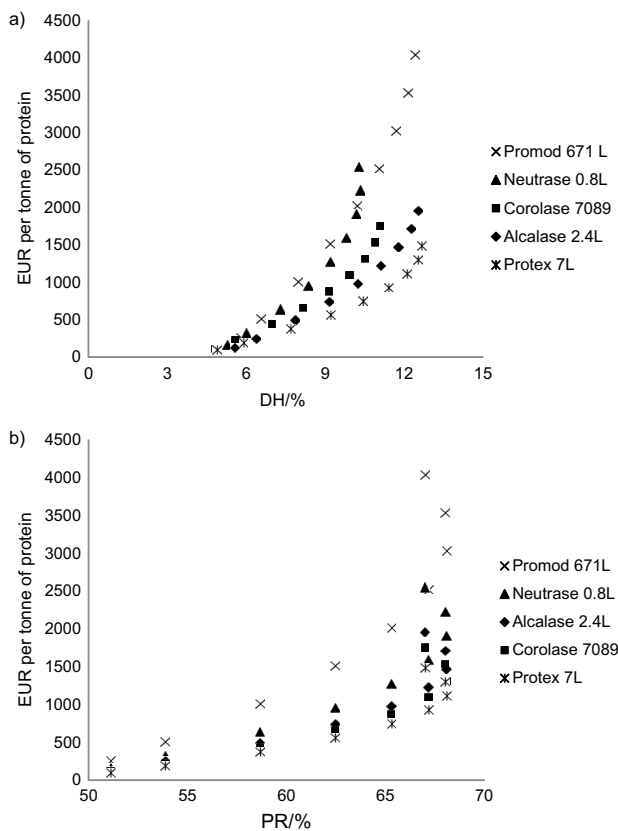 a)
4500
4000
3500
3000
2500
2000
1500
1000
500
0
EUR per tonne of protein
0 3 6 9 12 15
DH/%
Promod 671 L
Neutrase 0.8L
Corolase 7089
Alcalase 2.4L
Protex 7L
b)
4500
4000
3500
3000
2500
2000
1500
1000
500
0
EUR per tonne of protein
50 55 60 65 70
PR/%
Promod 671L
Neutrase 0.8L
Alcalase 2.4L
Corolase 7089
Protex 7L